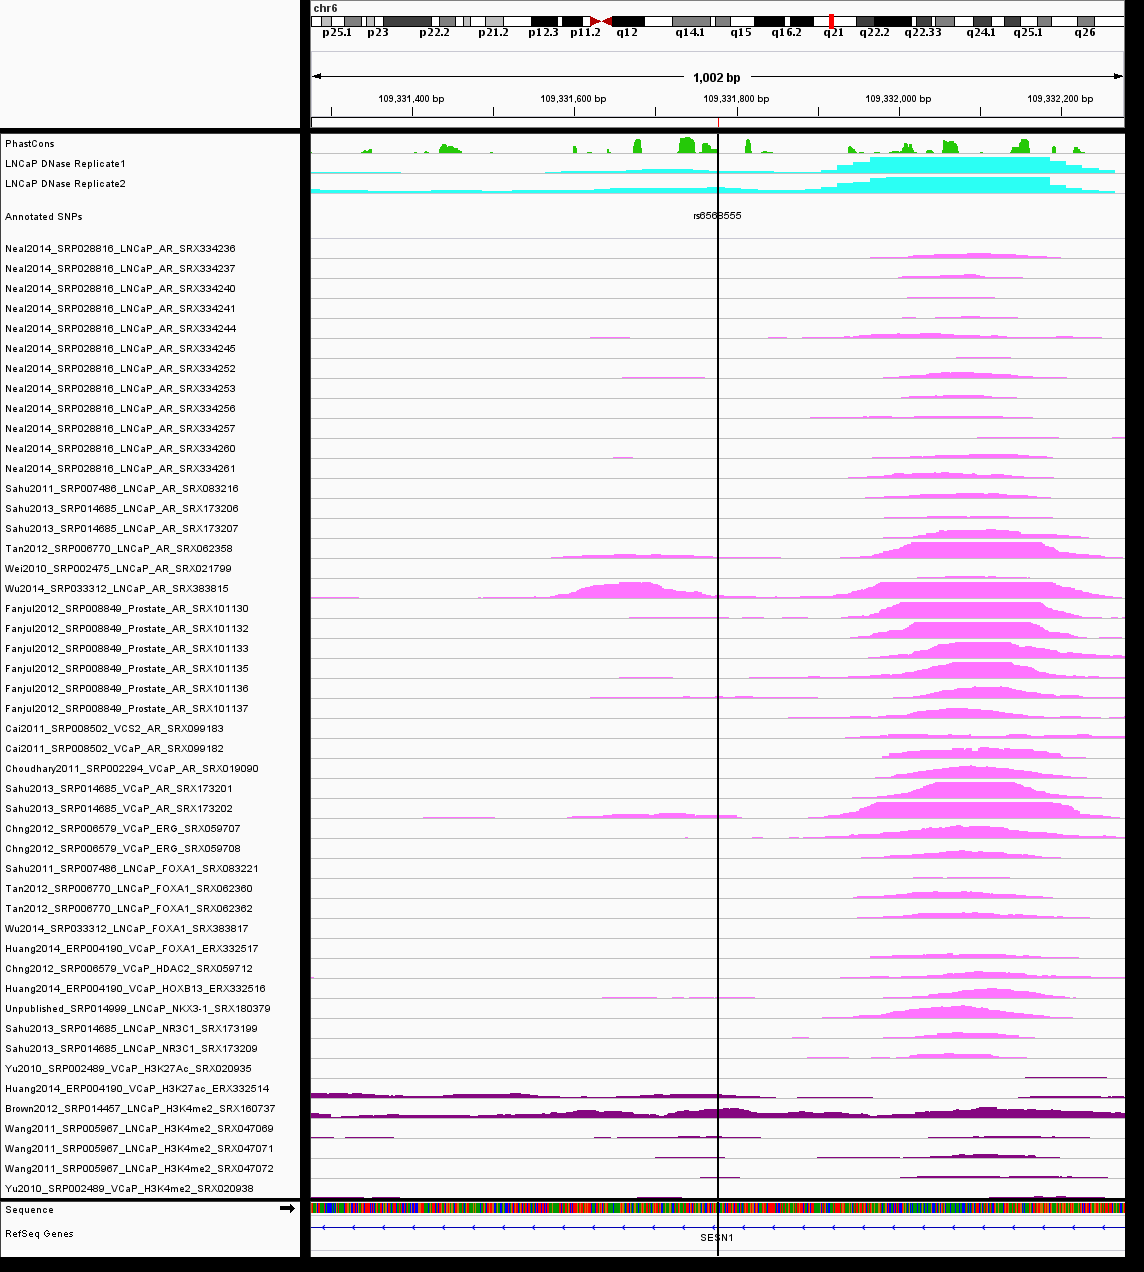 chr6
p25.1 p23 p22.2 p21.2 p12.3 p11.2 q12 q14.1 q15 q16.2 q21 q22.2 q22.33 q24.1 q25.1 q26
1,002 bp
109,331,400 bp 109,331,600 bp 109,331,800 bp 109,332,000 bp 109,332,200 bp
PhastCons
LNCaP DNase Replicate1
LNCaP DNase Replicate2
Annotated SNPs
rs6568555
Neal2014_SRP028816_LNCaP_AR_SRX334236
Neal2014_SRP028816_LNCaP_AR_SRX334237
Neal2014_SRP028816_LNCaP_AR_SRX334240
Neal2014_SRP028816_LNCaP_AR_SRX334241
Neal2014_SRP028816_LNCaP_AR_SRX334244
Neal2014_SRP028816_LNCaP_AR_SRX334245
Neal2014_SRP028816_LNCaP_AR_SRX334252
Neal2014_SRP028816_LNCaP_AR_SRX334253
Neal2014_SRP028816_LNCaP_AR_SRX334256
Neal2014_SRP028816_LNCaP_AR_SRX334257
Neal2014_SRP028816_LNCaP_AR_SRX334260
Neal2014_SRP028816_LNCaP_AR_SRX334261
Sahu2011_SRP007486_LNCaP_AR_SRX083216
Sahu2013_SRP014685_LNCaP_AR_SRX173206
Sahu2013_SRP014685_LNCaP_AR_SRX173207
Tan2012_SRP006770_LNCaP_AR_SRX062358
Wei2010_SRP002475_LNCaP_AR_SRX021799
Wu2014_SRP033312_LNCaP_AR_SRX383815
Fanjul2012_SRP008849_Prostate_AR_SRX101130
Fanjul2012_SRP008849_Prostate_AR_SRX101132
Fanjul2012_SRP008849_Prostate_AR_SRX101133
Fanjul2012_SRP008849_Prostate_AR_SRX101135
Fanjul2012_SRP008849_Prostate_AR_SRX101136
Fanjul2012_SRP008849_Prostate_AR_SRX101137
Cai2011_SRP008502_VCS2_AR_SRX099183
Cai2011_SRP008502_VCaP_AR_SRX099182
Choudhary2011_SRP002294_VCaP_AR_SRX019090
Sahu2013_SRP014685_VCaP_AR_SRX173201
Sahu2013_SRP014685_VCaP_AR_SRX173202
Chng2012_SRP006579_VCaP_ERG_SRX059707
Chng2012_SRP006579_VCaP_ERG_SRX059708
Sahu2011_SRP007486_LNCaP_FOXA1_SRX083221
Tan2012_SRP006770_LNCaP_FOXA1_SRX062360
Tan2012_SRP006770_LNCaP_FOXA1_SRX062362
Wu2014_SRP033312_LNCaP_FOXA1_SRX383817
Huang2014_ERP004190_VCaP_FOXA1_ERX332517
Chng2012_SRP006579_VCaP_HDAC2_SRX059712
Huang2014_ERP004190_VCaP_HOXB13_ERX332516
Unpublished_SRP014999_LNCaP_NKX3-1_SRX180379
Sahu2013_SRP014685_LNCaP_NR3C1_SRX173199
Sahu2013_SRP014685_LNCaP_NR3C1_SRX173209
Yu2010_SRP002489_VCaP_H3K27Ac_SRX020935
Huang2014_ERP004190_VCaP_H3K27ac_ERX332514
Brown2012_SRP014457_LNCaP_H3K4me2_SRX160737
Wang2011_SRP005967_LNCaP_H3K4me2_SRX047069
Wang2011_SRP005967_LNCaP_H3K4me2_SRX047071
Wang2011_SRP005967_LNCaP_H3K4me2_SRX047072
Yu2010_SRP002489_VCaP_H3K4me2_SRX020938
Sequence
RefSeq Genes
SESN1